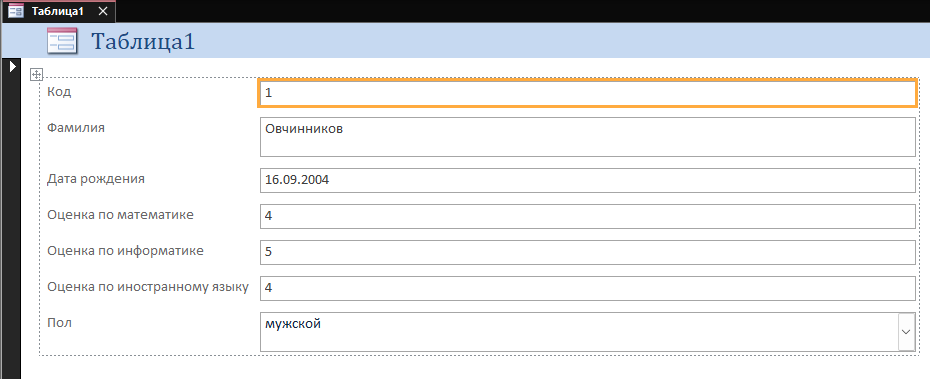 Таблица1
Таблица1
Код 1
Фамилия Овчинников
Дата рождения 16.09.2004
Оценка по математике 4
Оценка по информатике 5
Оценка по иностранному языку 4
Пол мужской